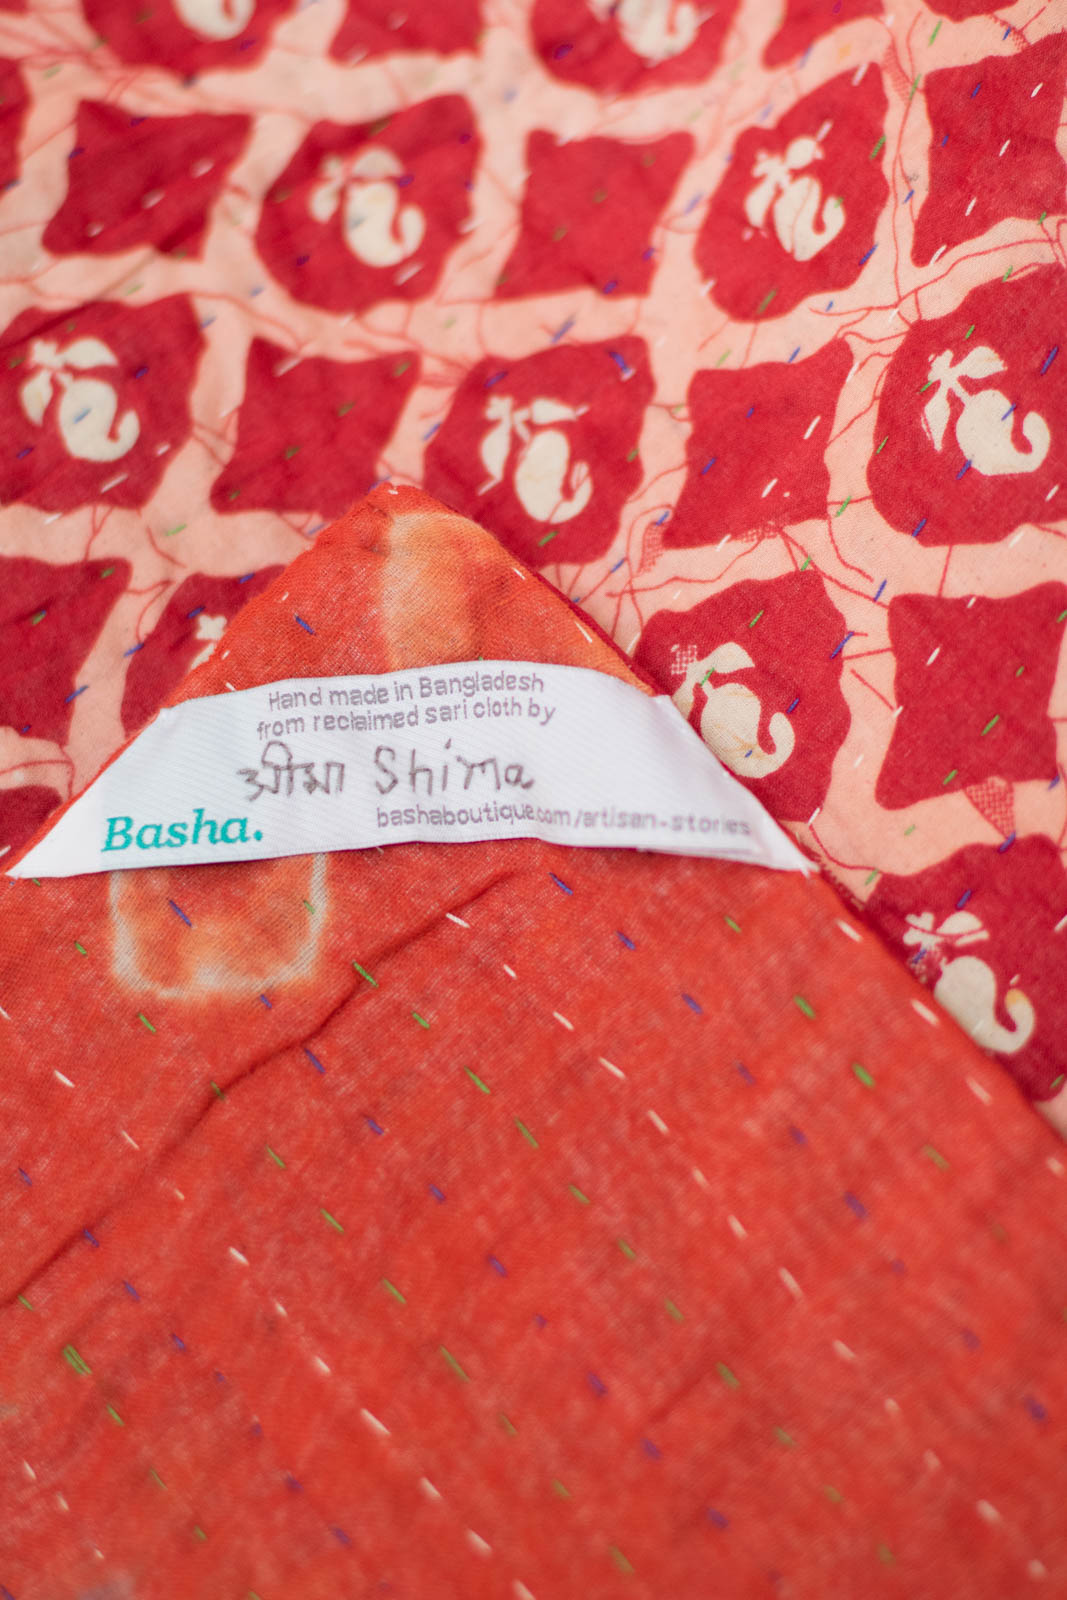 Hand made in Bangladesh
from reclaimed sari cloth by
সীমা Shima
Basha.
bashaboutique.com/artisan-stories